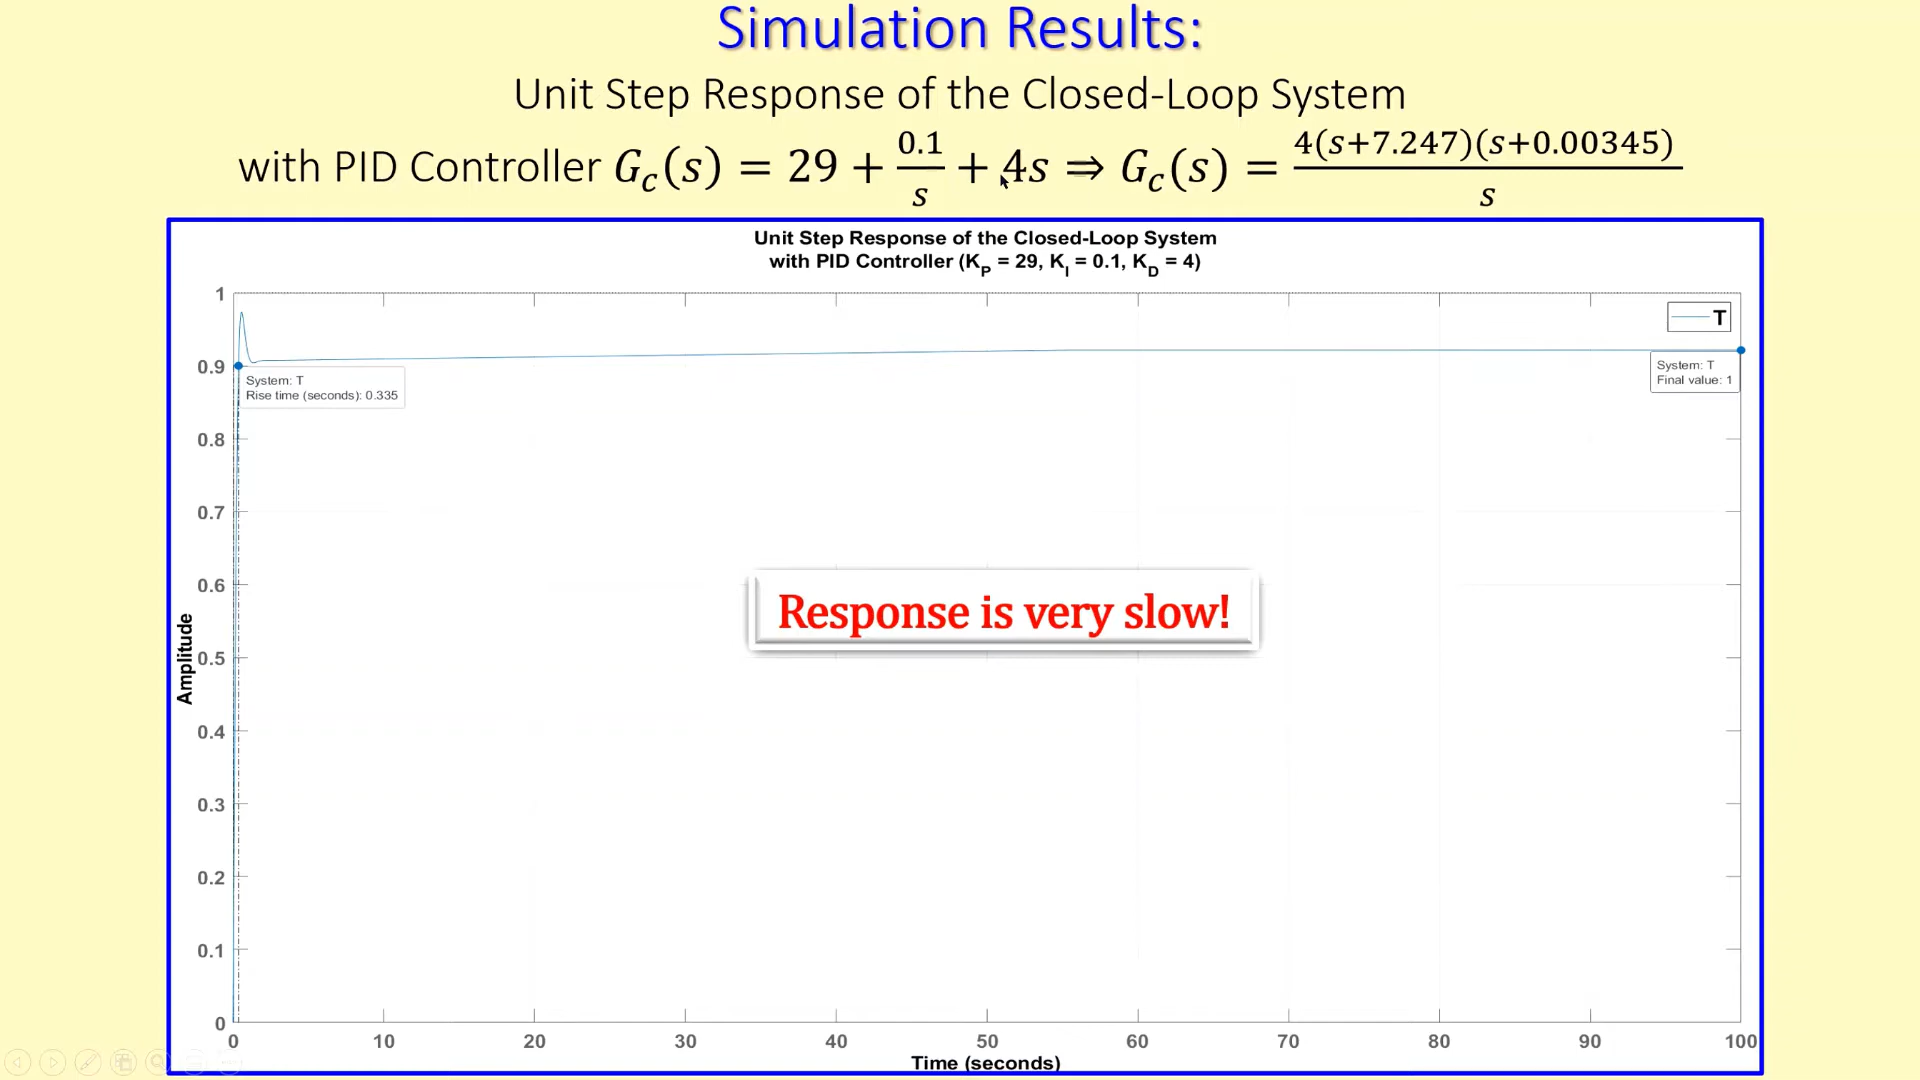 Simulation Results:
Unit Step Response of the Closed-Loop System
with PID Controller G_c(s) = 29 + 0.1/s + 4s ⇒ G_c(s) = 4(s+7.247)(s+0.00345)/s
Unit Step Response of the Closed-Loop System
with PID Controller (K_P = 29, K_I = 0.1, K_D = 4)
1
T
0.9
System: T
Rise time (seconds): 0.335
System: T
Final value: 1
0.8
0.7
0.6
Response is very slow!
Amplitude
0.5
0.4
0.3
0.2
0.1
0
0 10 20 30 40 50 60 70 80 90 100
Time (seconds)